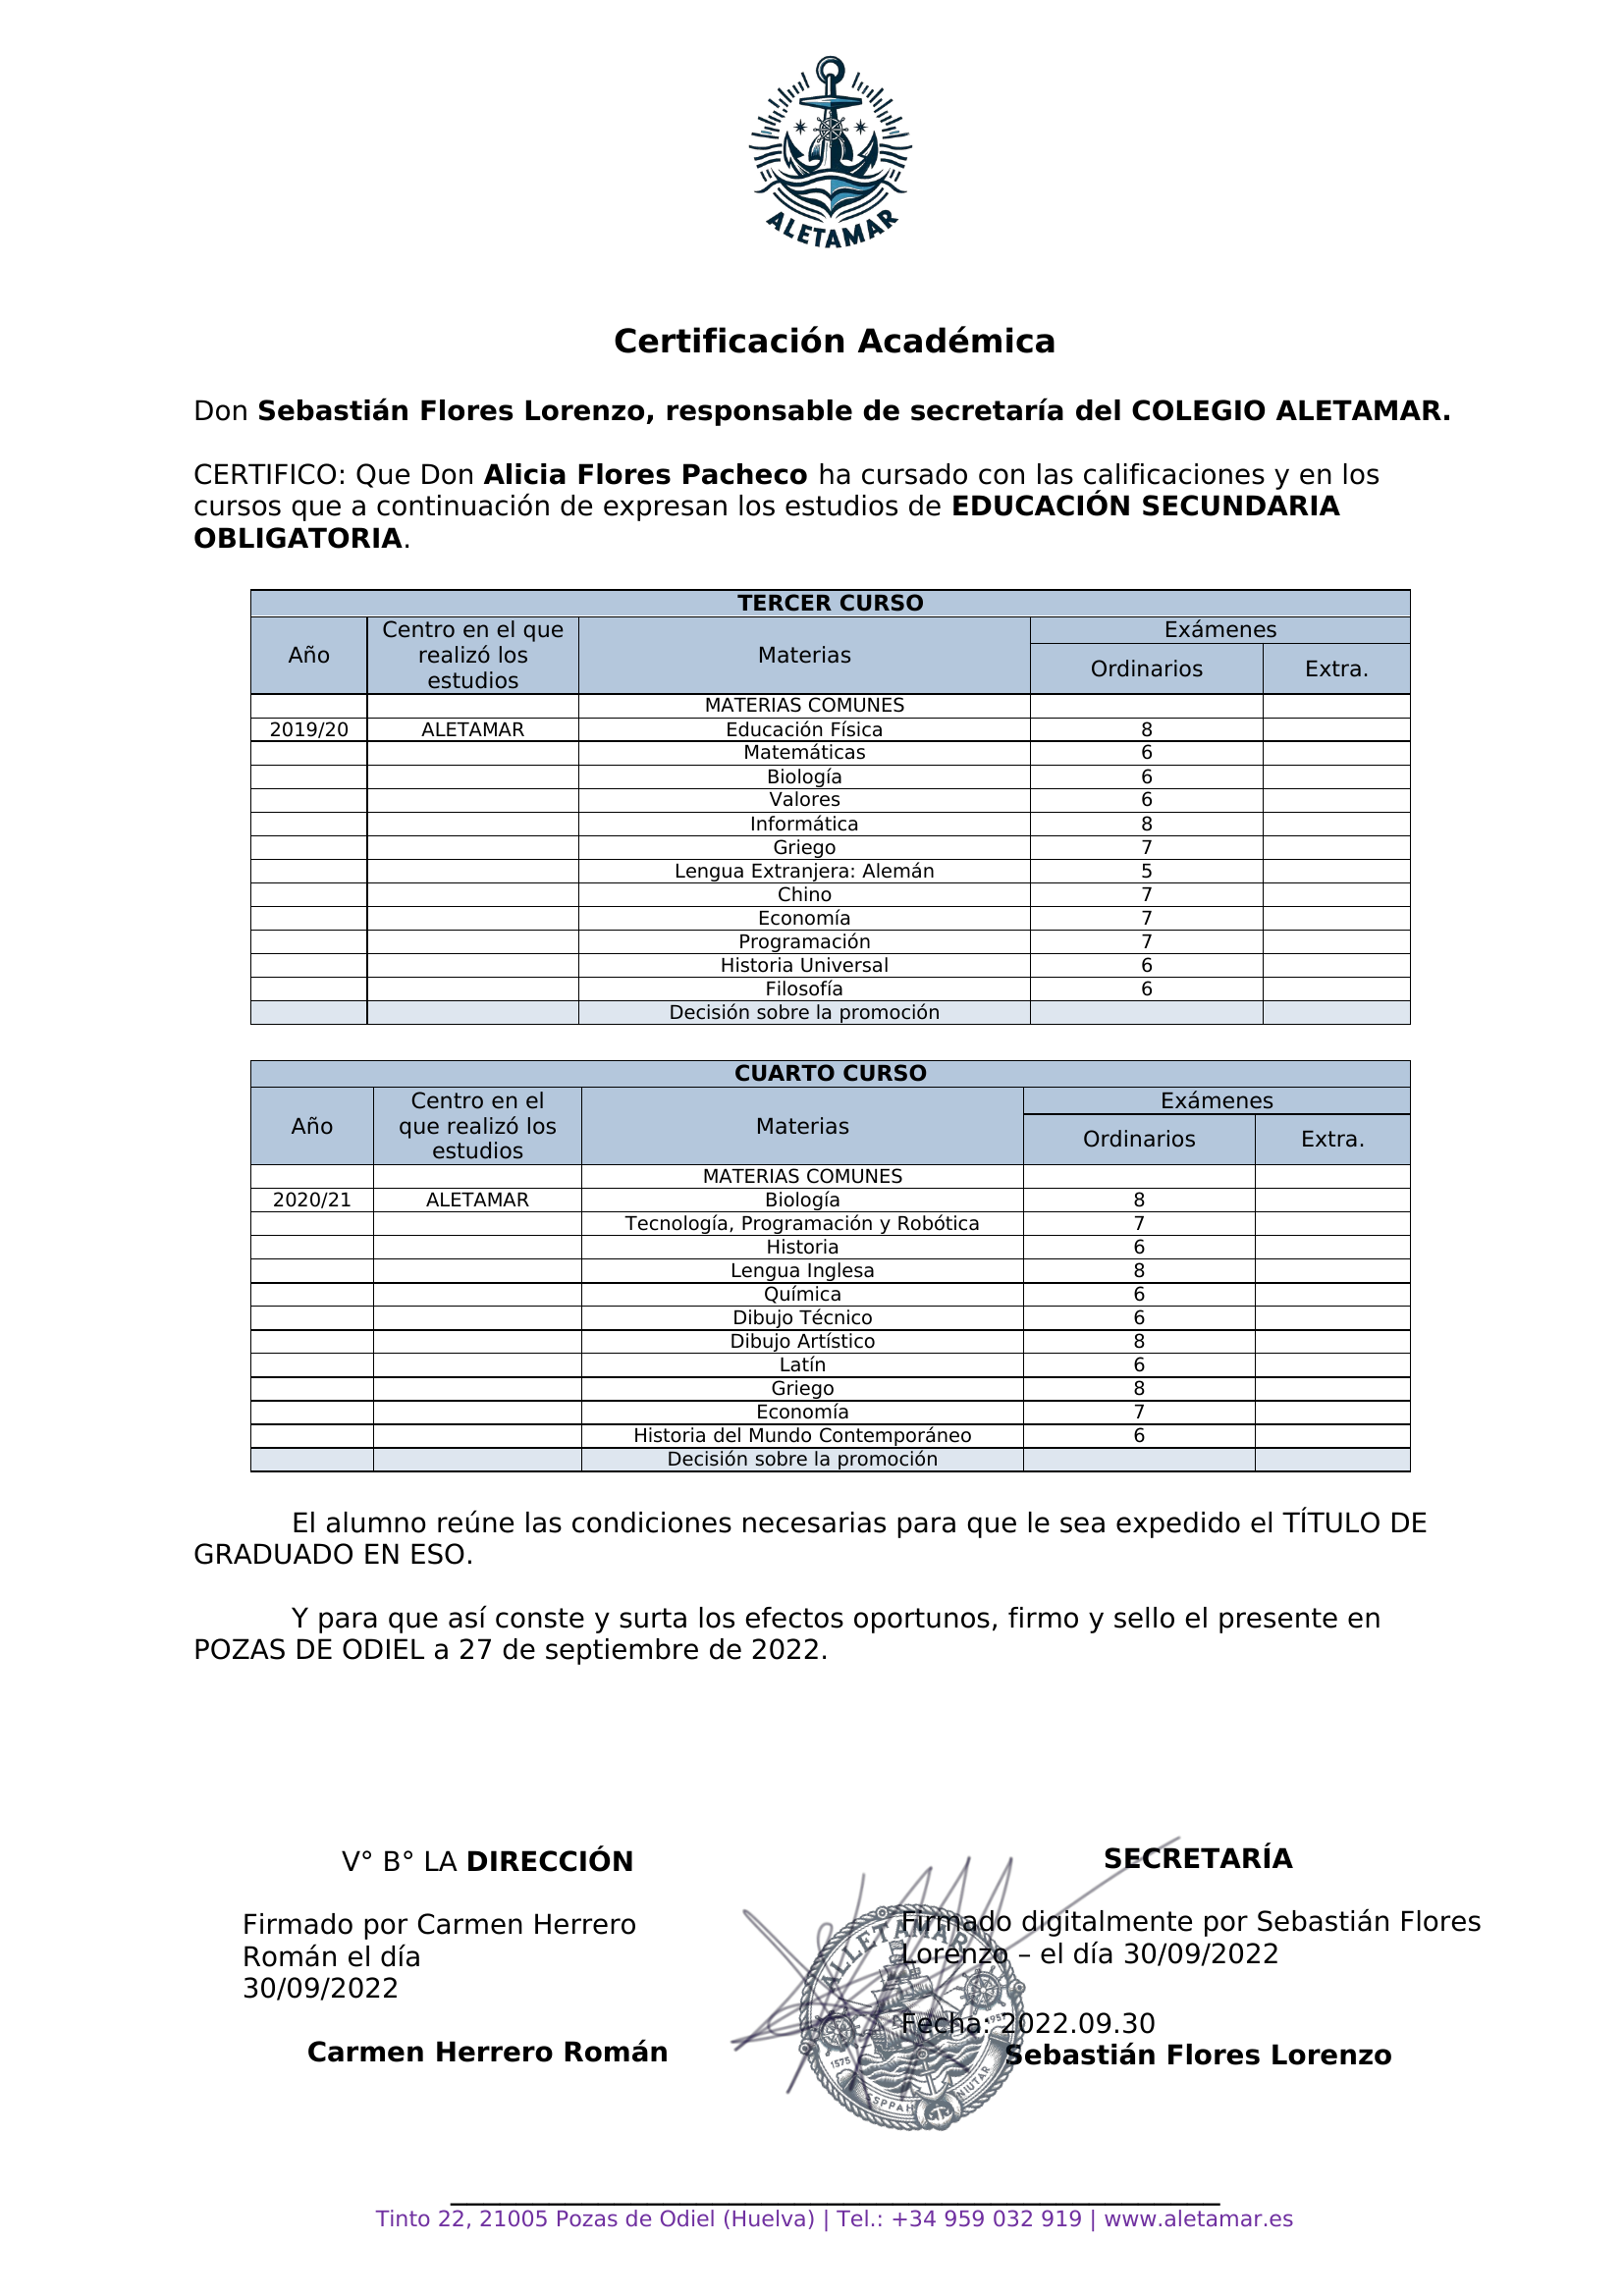 ALETAMAR
Certificación Académica
Don Sebastián Flores Lorenzo, responsable de secretaría del COLEGIO ALETAMAR.
CERTIFICO: Que Don Alicia Flores Pacheco ha cursado con las calificaciones y en los
cursos que a continuación de expresan los estudios de EDUCACIÓN SECUNDARIA
OBLIGATORIA.
TERCER CURSO
Año Centro en el que realizó los estudios Materias Exámenes
Ordinarios Extra.
MATERIAS COMUNES
2019/20 ALETAMAR Educación Física 8
Matemáticas 6
Biología 6
Valores 6
Informática 8
Griego 7
Lengua Extranjera: Alemán 5
Chino 7
Economía 7
Programación 7
Historia Universal 6
Filosofía 6
Decisión sobre la promoción
CUARTO CURSO
Año Centro en el que realizó los estudios Materias Exámenes
Ordinarios Extra.
MATERIAS COMUNES
2020/21 ALETAMAR Biología 8
Tecnología, Programación y Robótica 7
Historia 6
Lengua Inglesa 8
Química 6
Dibujo Técnico 6
Dibujo Artístico 8
Latín 6
Griego 8
Economía 7
Historia del Mundo Contemporáneo 6
Decisión sobre la promoción
El alumno reúne las condiciones necesarias para que le sea expedido el TÍTULO DE
GRADUADO EN ESO.
Y para que así conste y surta los efectos oportunos, firmo y sello el presente en
POZAS DE ODIEL a 27 de septiembre de 2022.
V° B° LA DIRECCIÓN
Firmado por Carmen Herrero
Román el día
30/09/2022
Carmen Herrero Román
SECRETARÍA
Firmado digitalmente por Sebastián Flores
Lorenzo – el día 30/09/2022
Fecha: 2022.09.30
Sebastián Flores Lorenzo
ALLETAMAR
1575
1957
Tinto 22, 21005 Pozas de Odiel (Huelva) | Tel.: +34 959 032 919 | www.aletamar.es